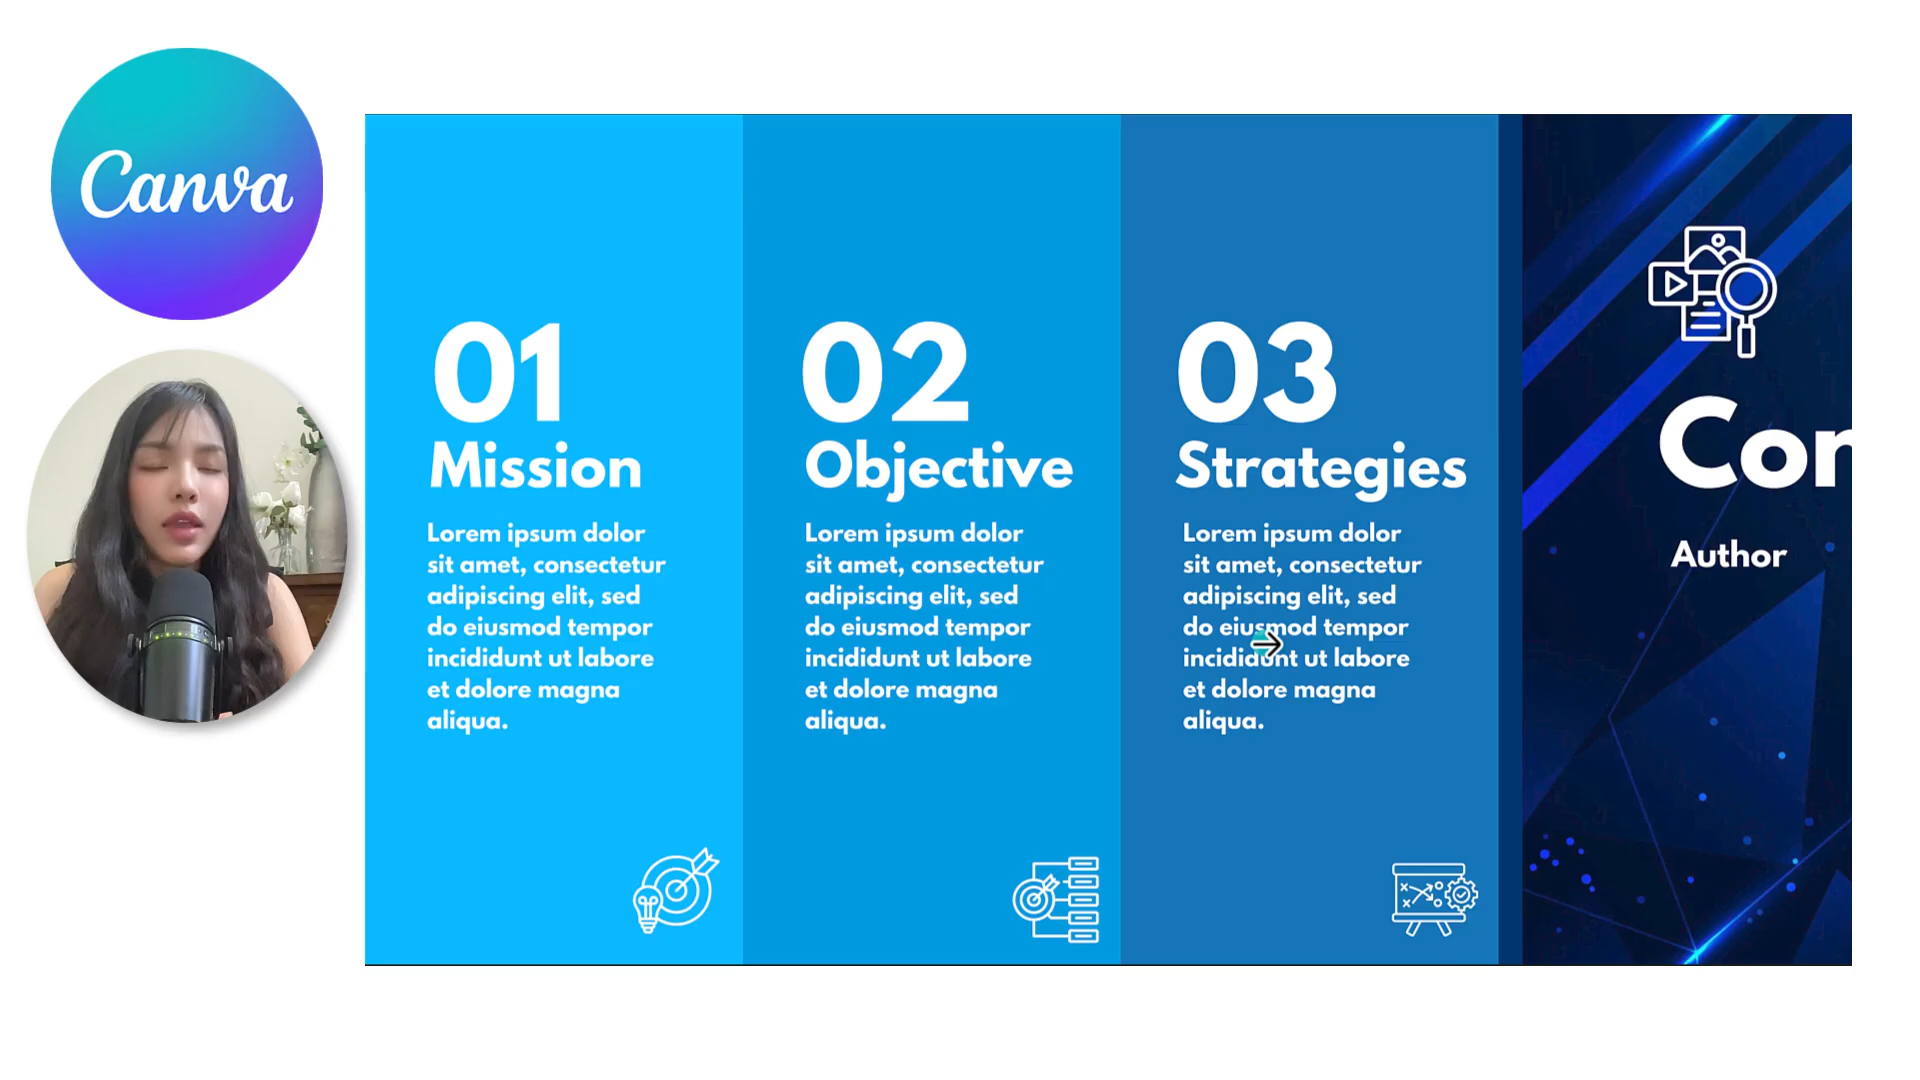 Canva
01
Mission
Lorem ipsum dolor
sit amet, consectetur
adipiscing elit, sed
do eiusmod tempor
incididunt ut labore
et dolore magna
aliqua.
02
Objective
Lorem ipsum dolor
sit amet, consectetur
adipiscing elit, sed
do eiusmod tempor
incididunt ut labore
et dolore magna
aliqua.
03
Strategies
Lorem ipsum dolor
sit amet, consectetur
adipiscing elit, sed
do eiusmod tempor
incididunt ut labore
et dolore magna
aliqua.
Author